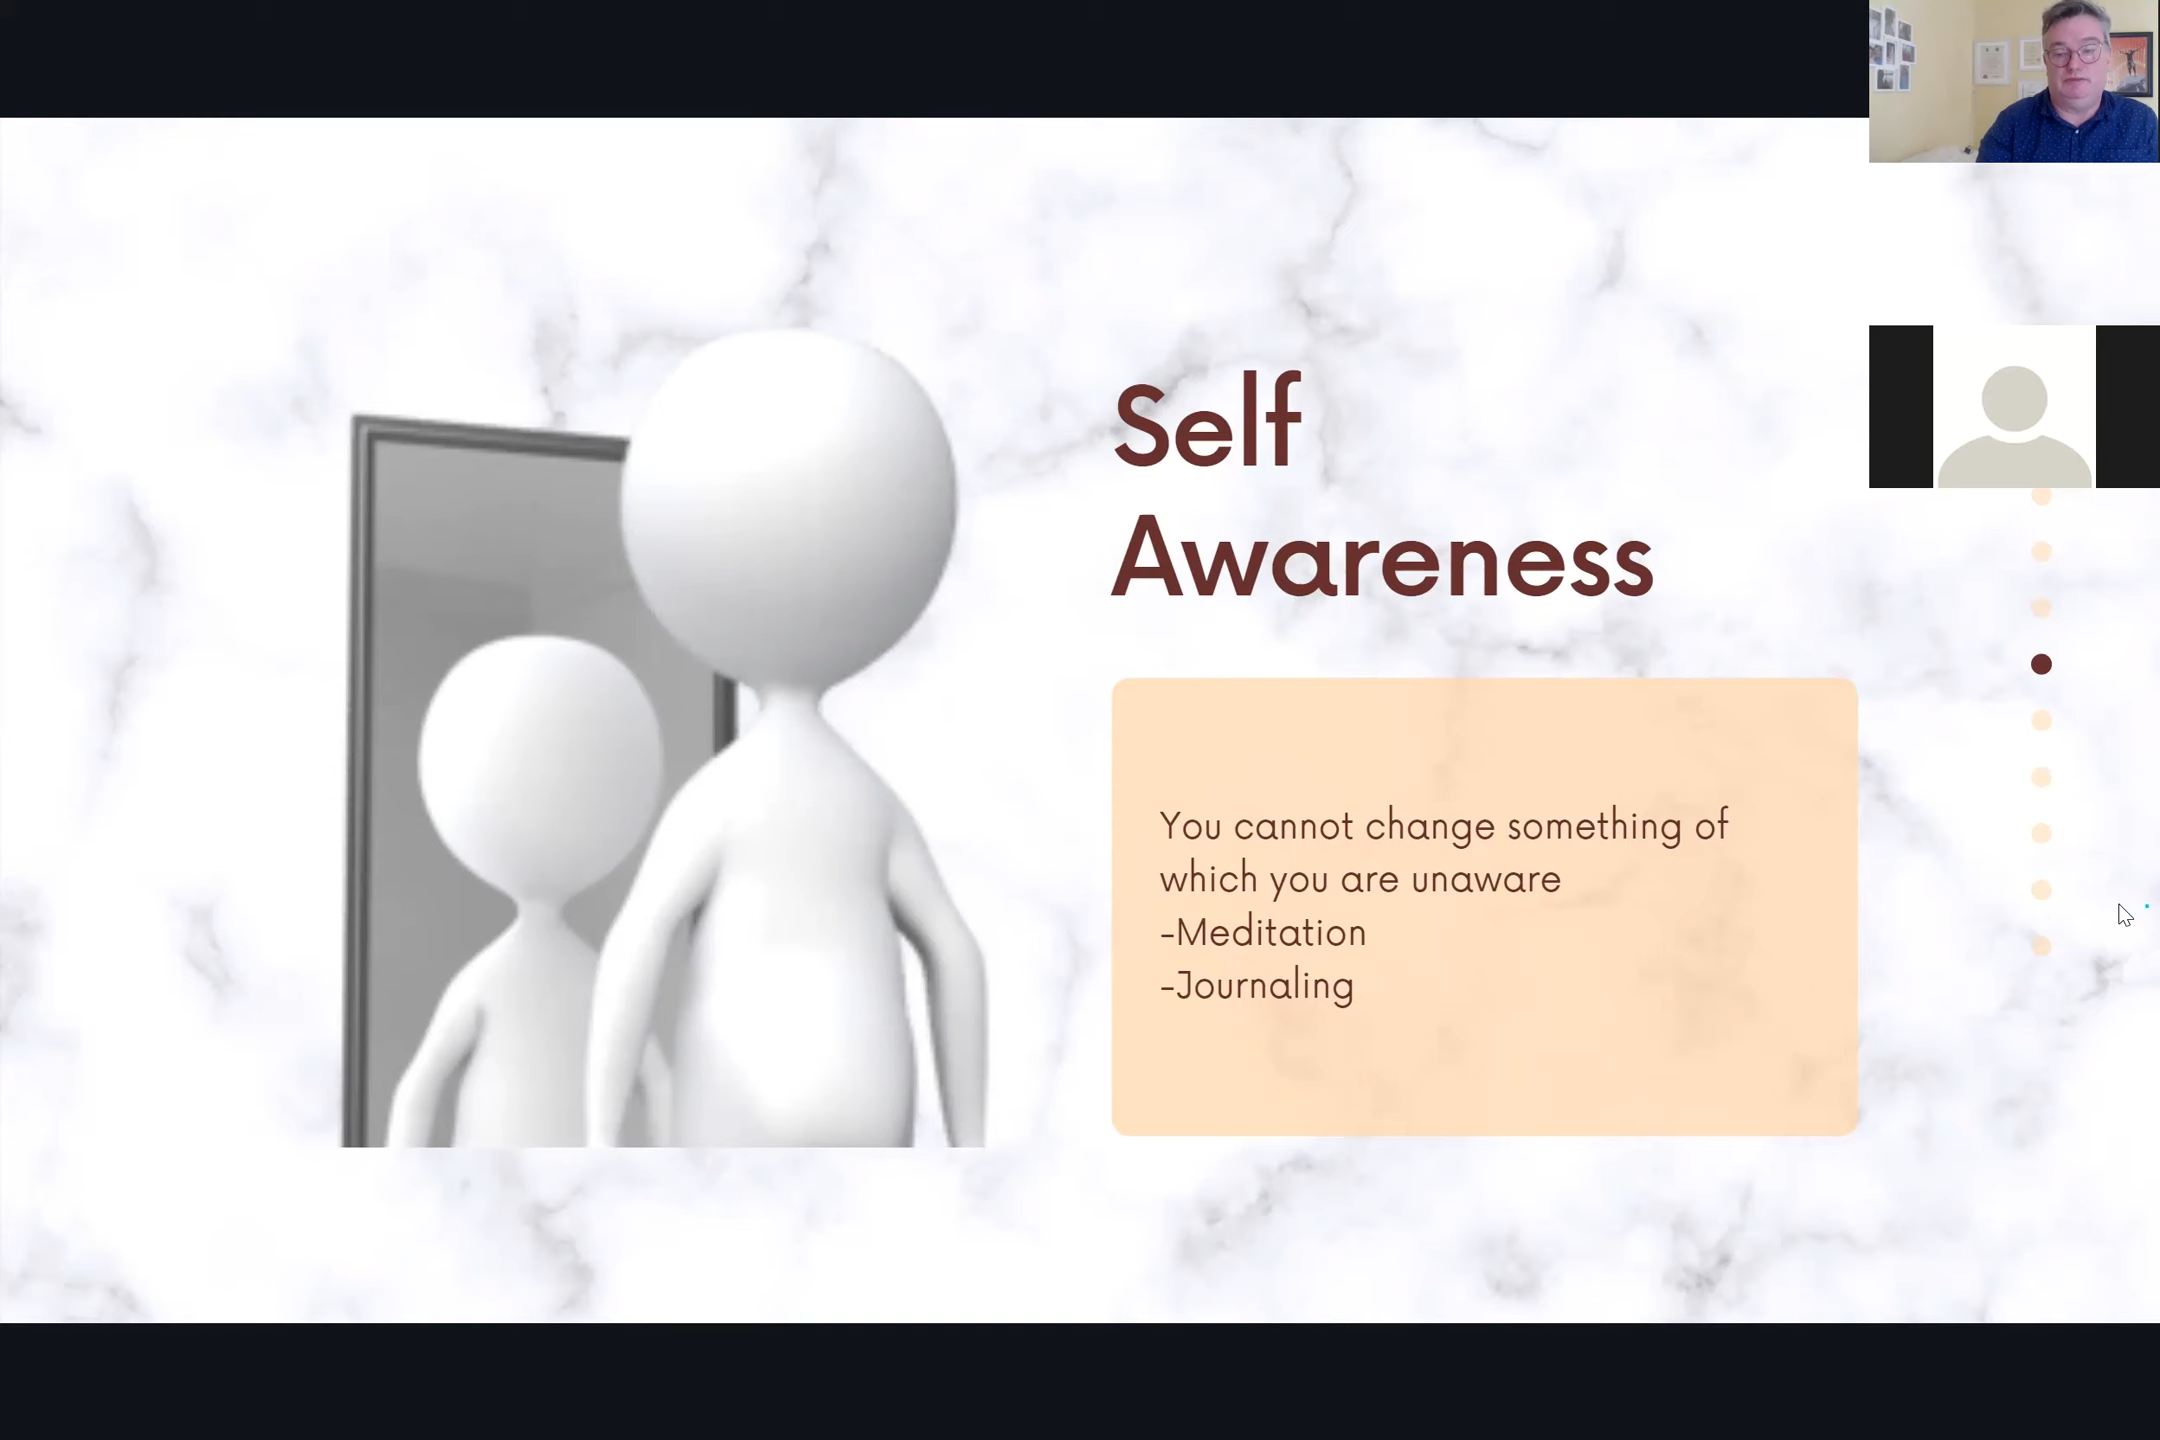 Self
Awareness
You cannot change something of
which you are unaware
-Meditation
-Journaling